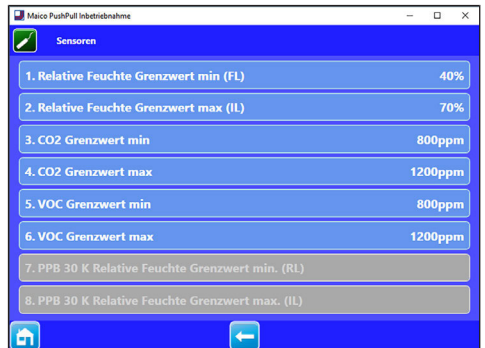 Maico PushPull Inbetriebnahme
Sensoren
1. Relative Feuchte Grenzwert min (FL) 40%
2. Relative Feuchte Grenzwert max (IL) 70%
3. CO2 Grenzwert min 800ppm
4. CO2 Grenzwert max 1200ppm
5. VOC Grenzwert min 800ppm
6. VOC Grenzwert max 1200ppm
7. PPB 30 K Relative Feuchte Grenzwert min. (RL)
8. PPB 30 K Relative Feuchte Grenzwert max. (IL)